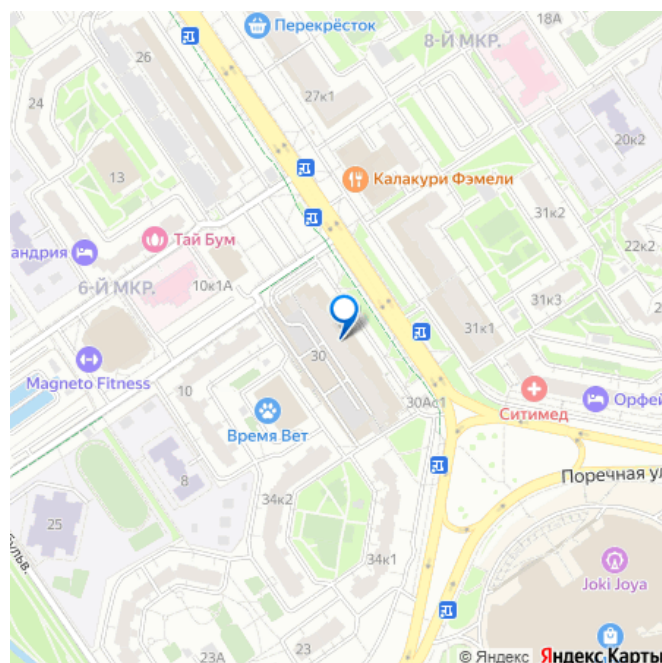 Перекрёсток
18А
8-Й МКР.
26
27к1
24
20к2
13
Калакури Фэмели
31к2
Тай Бум
андрия
22к2
6-Й МКР.
10к1А
31к3
31к1
30
Magneto Fitness
10
30Ас1
Ситимед
Орфей
Время Вет
8
Поречная ул
34к2
25
бульв.
34к1
Joki Joya
23
23А
© Яндекс Яндекс Карты